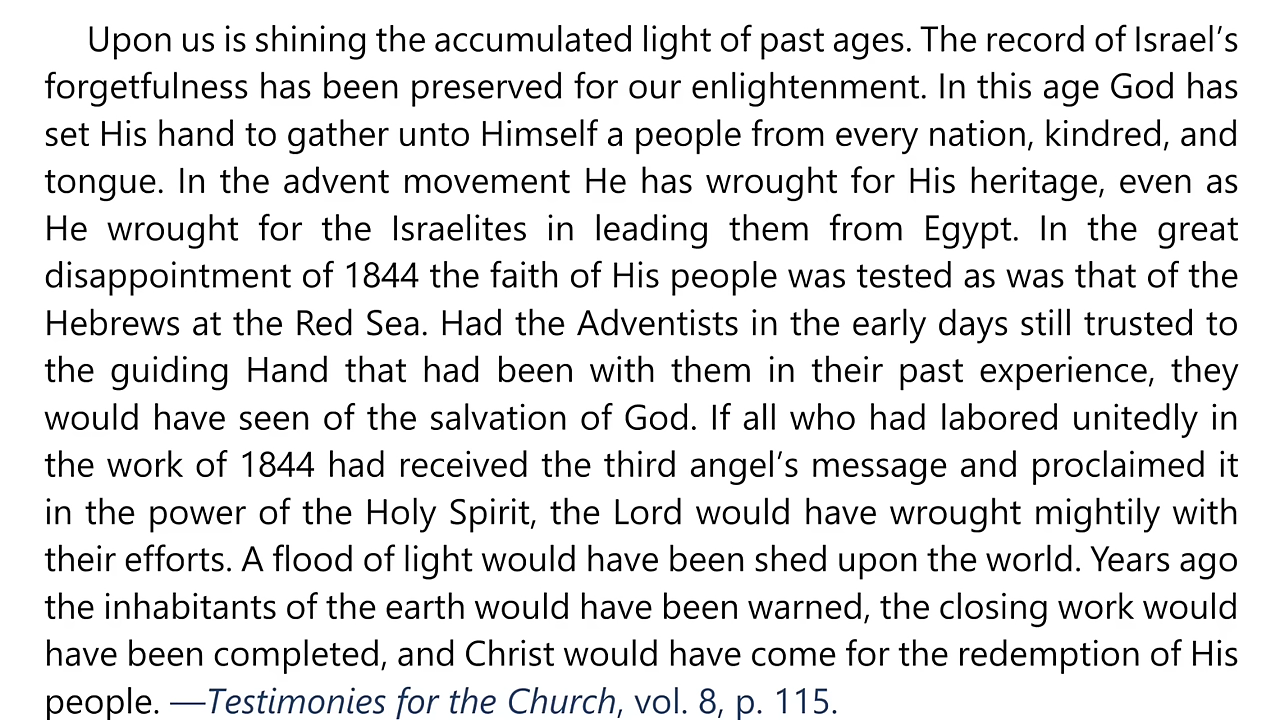 Upon us is shining the accumulated light of past ages. The record of Israel’s
forgetfulness has been preserved for our enlightenment. In this age God has
set His hand to gather unto Himself a people from every nation, kindred, and
tongue. In the advent movement He has wrought for His heritage, even as
He wrought for the Israelites in leading them from Egypt. In the great
disappointment of 1844 the faith of His people was tested as was that of the
Hebrews at the Red Sea. Had the Adventists in the early days still trusted to
the guiding Hand that had been with them in their past experience, they
would have seen of the salvation of God. If all who had labored unitedly in
the work of 1844 had received the third angel’s message and proclaimed it
in the power of the Holy Spirit, the Lord would have wrought mightily with
their efforts. A flood of light would have been shed upon the world. Years ago
the inhabitants of the earth would have been warned, the closing work would
have been completed, and Christ would have come for the redemption of His
people. —Testimonies for the Church, vol. 8, p. 115.